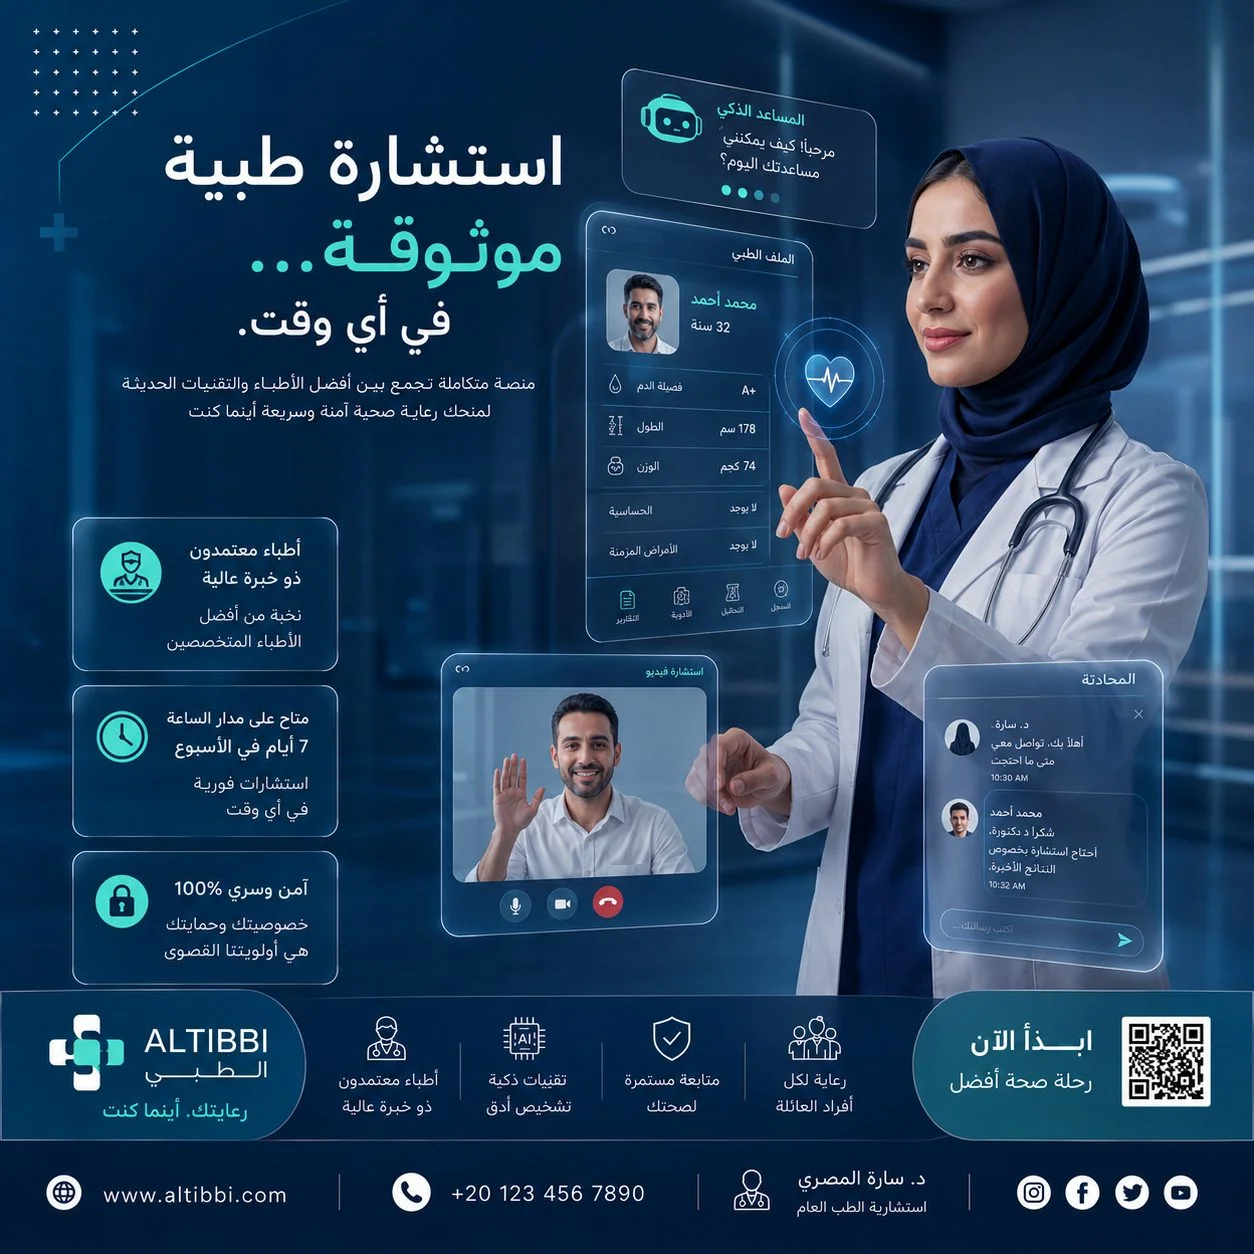 استشارة طبية
موثوقة...
في أي وقت.
منصة متكاملة تجمع بين أفضل الأطباء والتقنيات الحديثة
لمنحك رعاية صحية آمنة وسريعة أينما كنت
المساعد الذكي
مرحباً! كيف يمكنني
مساعدتك اليوم؟
الملف الطبي
محمد أحمد
32 سنة
فصيلة الدم A+
الطول 178 سم
الوزن 74 كجم
الحساسية لا يوجد
الأمراض المزمنة لا يوجد
السجل
التحاليل
الأدوية
التقارير
أطباء معتمدون
ذو خبرة عالية
نخبة من أفضل
الأطباء المتخصصين
متاح على مدار الساعة
7 أيام في الأسبوع
استشارات فورية
في أي وقت
آمن وسري 100%
خصوصيتك وحمايتك
هي أولويتنا القصوى
استشارة فيديو
المحادثة
د. سارة
أهلاً بك، تواصل معي
متى ما احتجت
10:30 AM
محمد أحمد
شكراً د دكتورة.
أحتاج استشارة بخصوص
النتائج الأخيرة.
10:32 AM
اكتب رسالتك...
ابـــدأ الآن
رحلة صحة أفضل
رعاية لكل
أفراد العائلة
متابعة مستمرة
لصحتك
AI
تقنيات ذكية
تشخيص أدق
أطباء معتمدون
ذو خبرة عالية
ALTIBBI
الـطـبـي
رعايتك. أينما كنت
www.altibbi.com
+20 123 456 7890
د. سارة المصري
استشارية الطب العام